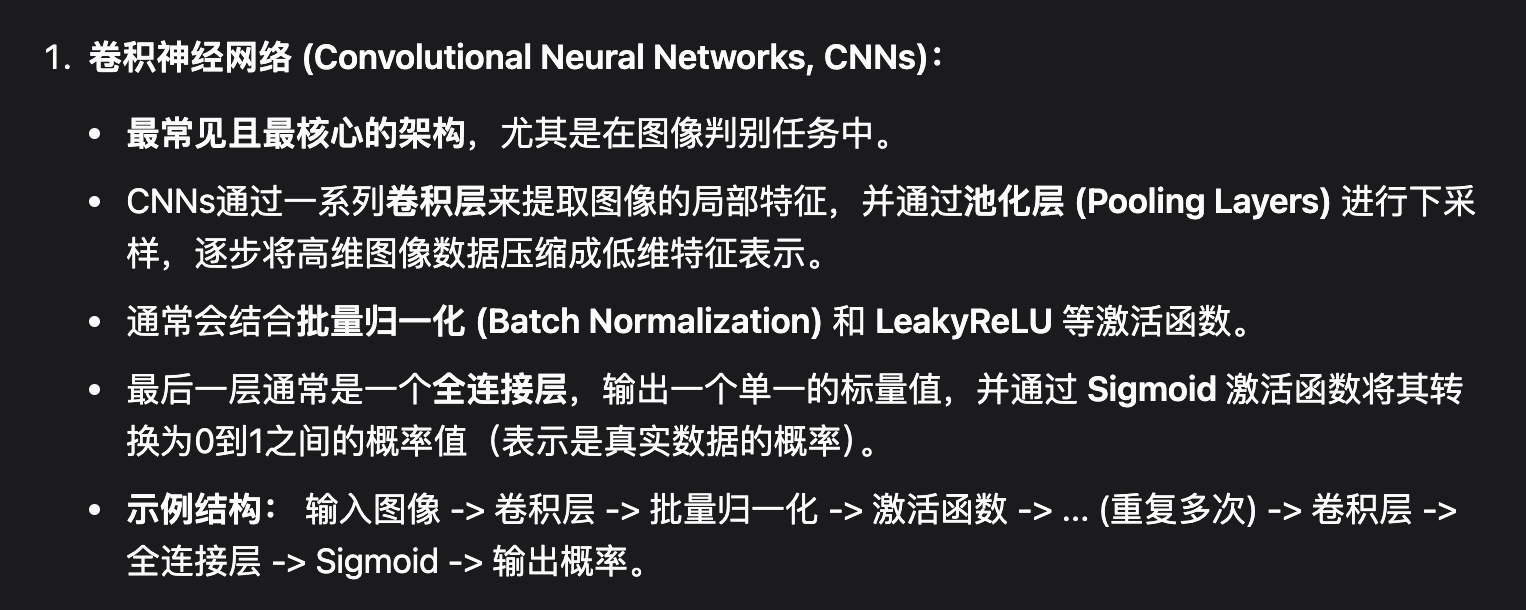 1. 卷积神经网络 (Convolutional Neural Networks, CNNs)：
• 最常见且最核心的架构，尤其是在图像判别任务中。
• CNNs通过一系列卷积层来提取图像的局部特征，并通过池化层 (Pooling Layers) 进行下采
样，逐步将高维图像数据压缩成低维特征表示。
• 通常会结合批量归一化 (Batch Normalization) 和 LeakyReLU 等激活函数。
• 最后一层通常是一个全连接层，输出一个单一的标量值，并通过 Sigmoid 激活函数将其转
换为0到1之间的概率值（表示是真实数据的概率）。
• 示例结构： 输入图像 -> 卷积层 -> 批量归一化 -> 激活函数 -> ... (重复多次) -> 卷积层 ->
全连接层 -> Sigmoid -> 输出概率。